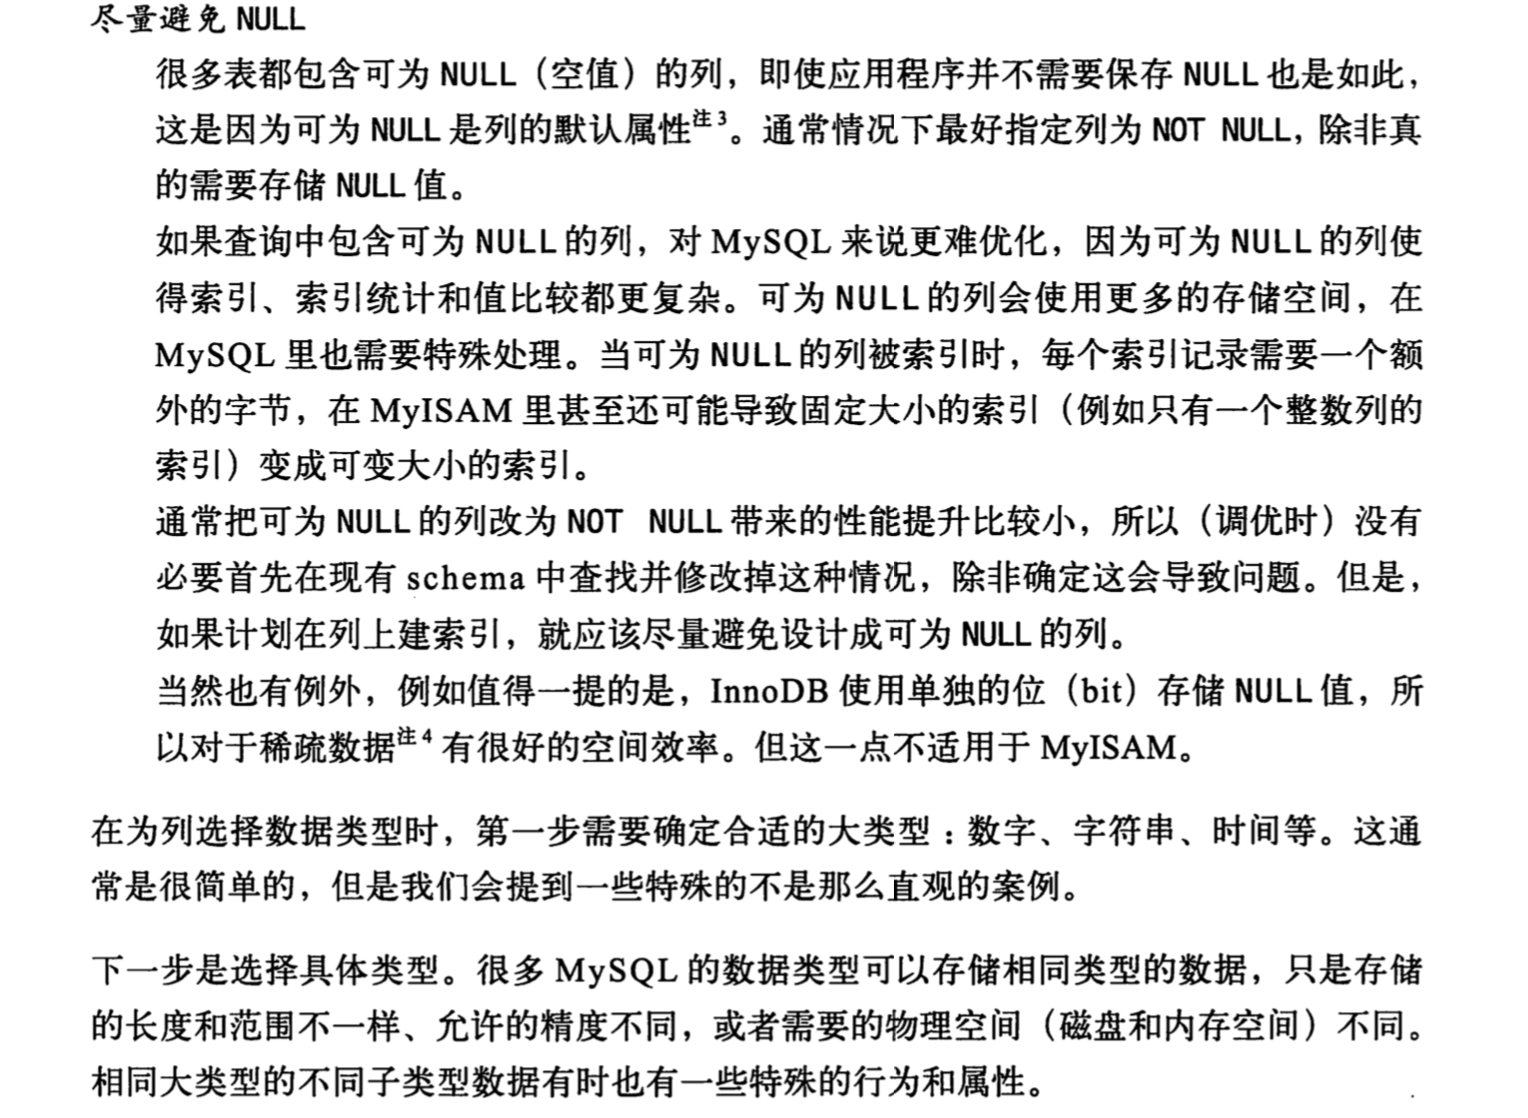 尽量避免 NULL
很多表都包含可为 NULL（空值）的列，即使应用程序并不需要保存 NULL 也是如此，
这是因为可为 NULL 是列的默认属性注3。通常情况下最好指定列为 NOT NULL，除非真
的需要存储 NULL 值。
如果查询中包含可为 NULL 的列，对 MySQL 来说更难优化，因为可为 NULL 的列使
得索引、索引统计和值比较都更复杂。可为 NULL 的列会使用更多的存储空间，在
MySQL 里也需要特殊处理。当可为 NULL 的列被索引时，每个索引记录需要一个额
外的字节，在 MyISAM 里甚至还可能导致固定大小的索引（例如只有一个整数列的
索引）变成可变大小的索引。
通常把可为 NULL 的列改为 NOT NULL 带来的性能提升比较小，所以（调优时）没有
必要首先在现有 schema 中查找并修改掉这种情况，除非确定这会导致问题。但是，
如果计划在列上建索引，就应该尽量避免设计成可为 NULL 的列。
当然也有例外，例如值得一提的是，InnoDB 使用单独的位（bit）存储 NULL 值，所
以对于稀疏数据注4 有很好的空间效率。但这一点不适用于 MyISAM。
在为列选择数据类型时，第一步需要确定合适的大类型：数字、字符串、时间等。这通
常是很简单的，但是我们会提到一些特殊的不是那么直观的案例。
下一步是选择具体类型。很多 MySQL 的数据类型可以存储相同类型的数据，只是存储
的长度和范围不一样、允许的精度不同，或者需要的物理空间（磁盘和内存空间）不同。
相同大类型的不同子类型数据有时也有一些特殊的行为和属性。